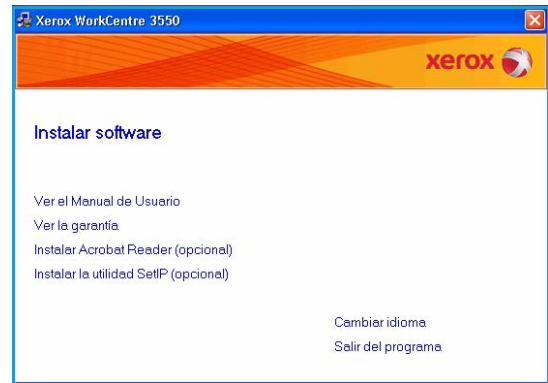 Xerox WorkCentre 3550
xerox
Instalar software
Ver el Manual de Usuario
Ver la garantía
Instalar Acrobat Reader (opcional)
Instalar la utilidad SetIP (opcional)
Cambiar idioma
Salir del programa